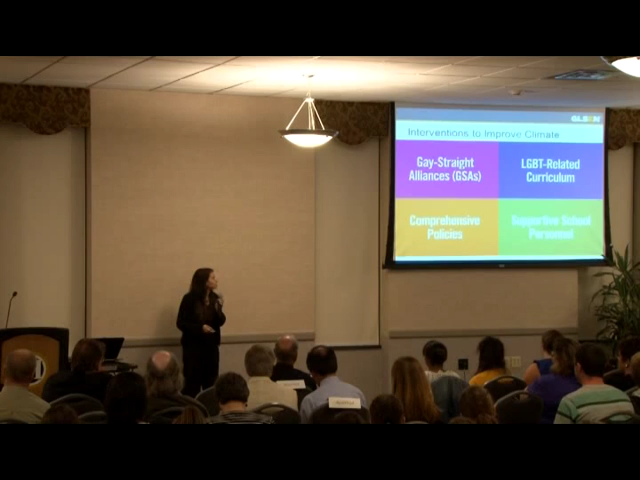 GLSEN
Interventions to Improve Climate
Gay-Straight
Alliances (GSAs)
LGBT-Related
Curriculum
Comprehensive
Policies
Supportive School
Personnel